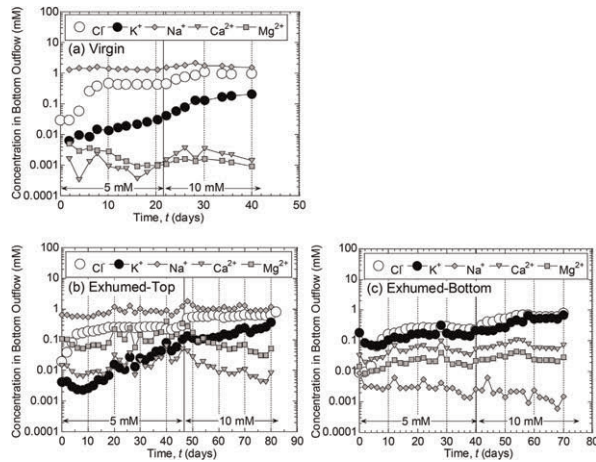 Concentration in Bottom Outflow (mM)
100
10
1
0.1
0.01
0.001
0.0001
Cl⁻ K⁺ Na⁺ Ca²⁺ Mg²⁺
(a) Virgin
5 mM 10 mM
0 10 20 30 40 50
Time, t (days)
Concentration in Bottom Outflow (mM)
100
10
1
0.1
0.01
0.001
0.0001
Cl⁻ K⁺ Na⁺ Ca²⁺ Mg²⁺
(b) Exhumed-Top
5 mM 10 mM
0 10 20 30 40 50 60 70 80 90
Time, t (days)
Concentration in Bottom Outflow (mM)
100
10
1
0.1
0.01
0.001
0.0001
Cl⁻ K⁺ Na⁺ Ca²⁺ Mg²⁺
(c) Exhumed-Bottom
5 mM 10 mM
0 10 20 30 40 50 60 70 80
Time, t (days)